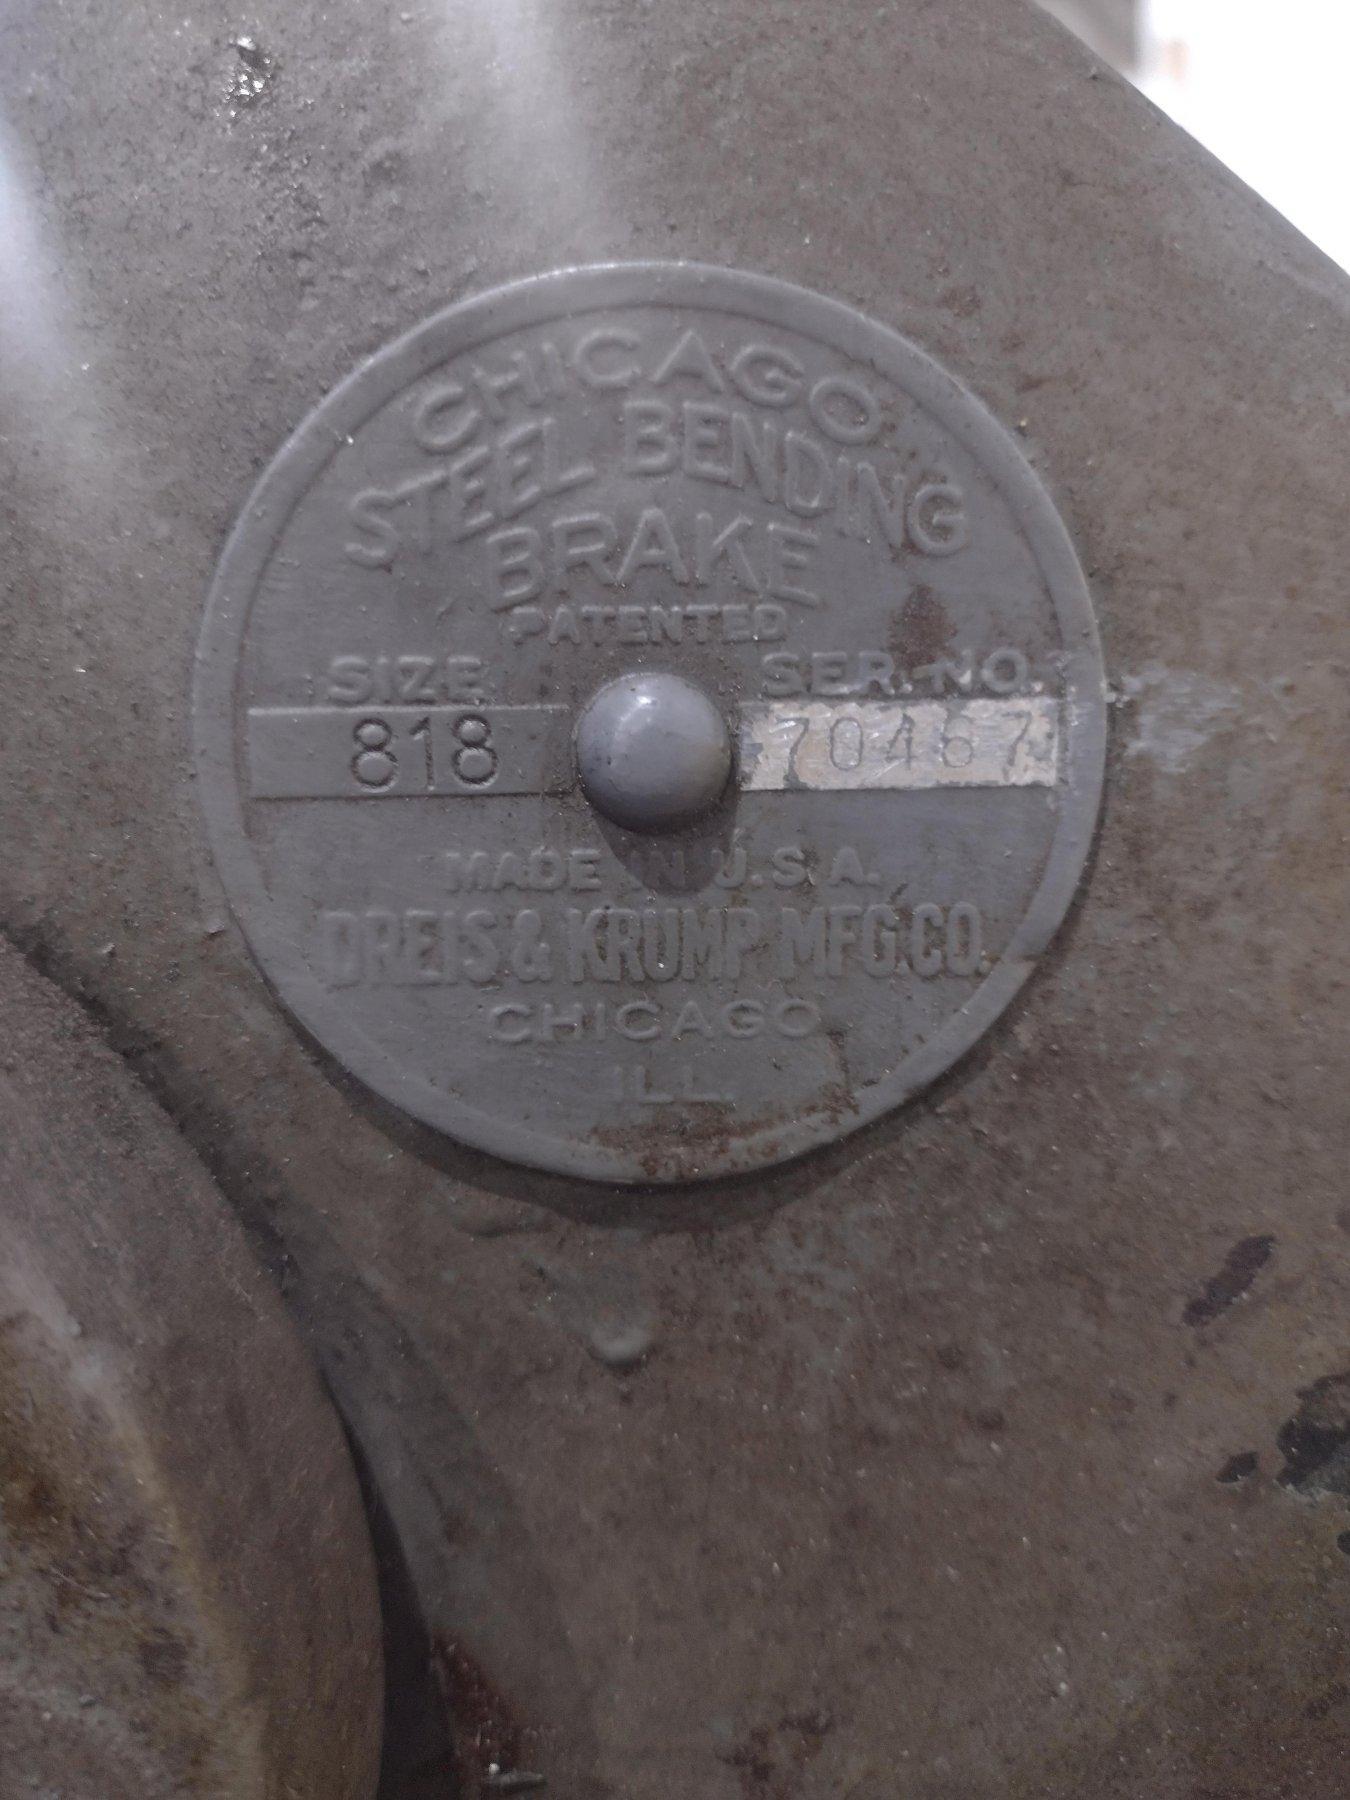 CHICAGO
STEEL BENDING
BRAKE
PATENTED
SIZE SER. NO.
818 70467
MADE IN U.S.A.
DREIS & KRUMP MFG. CO.
CHICAGO
ILL.